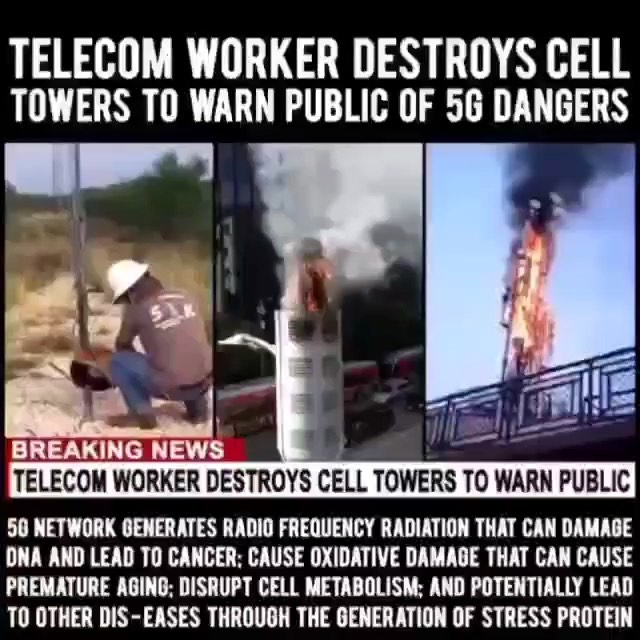 TELECOM WORKER DESTROYS CELL
TOWERS TO WARN PUBLIC OF 5G DANGERS
BREAKING NEWS
TELECOM WORKER DESTROYS CELL TOWERS TO WARN PUBLIC
5G NETWORK GENERATES RADIO FREQUENCY RADIATION THAT CAN DAMAGE
DNA AND LEAD TO CANCER; CAUSE OXIDATIVE DAMAGE THAT CAN CAUSE
PREMATURE AGING; DISRUPT CELL METABOLISM; AND POTENTIALLY LEAD
TO OTHER DIS-EASES THROUGH THE GENERATION OF STRESS PROTEIN